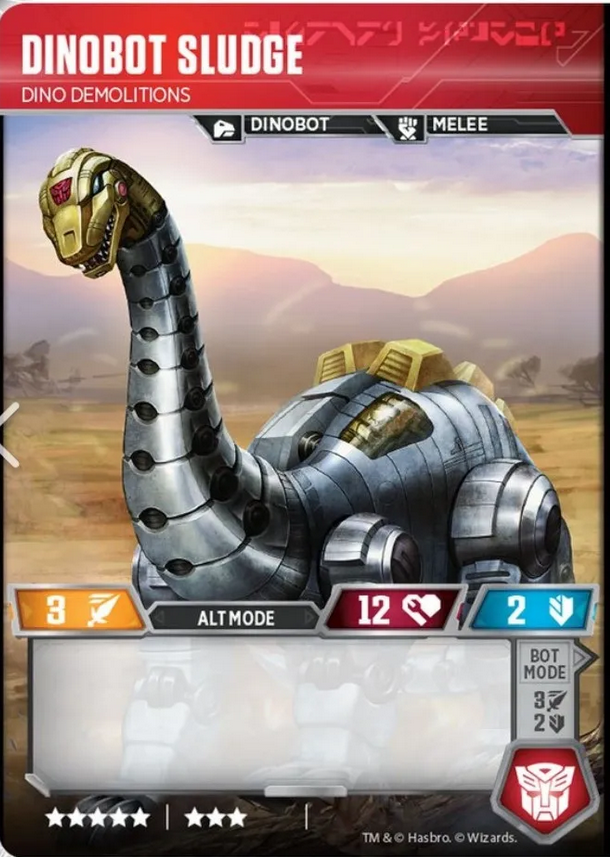 DINOBOT SLUDGE
DINO DEMOLITIONS
DINOBOT
MELEE
3
ALT MODE
12
2
BOT
MODE
3
2
TM & © Hasbro. © Wizards.